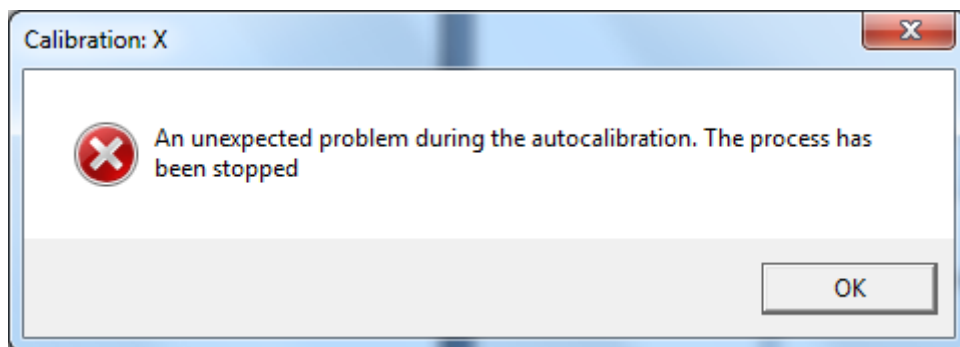 Calibration: X
An unexpected problem during the autocalibration. The process has
been stopped
OK